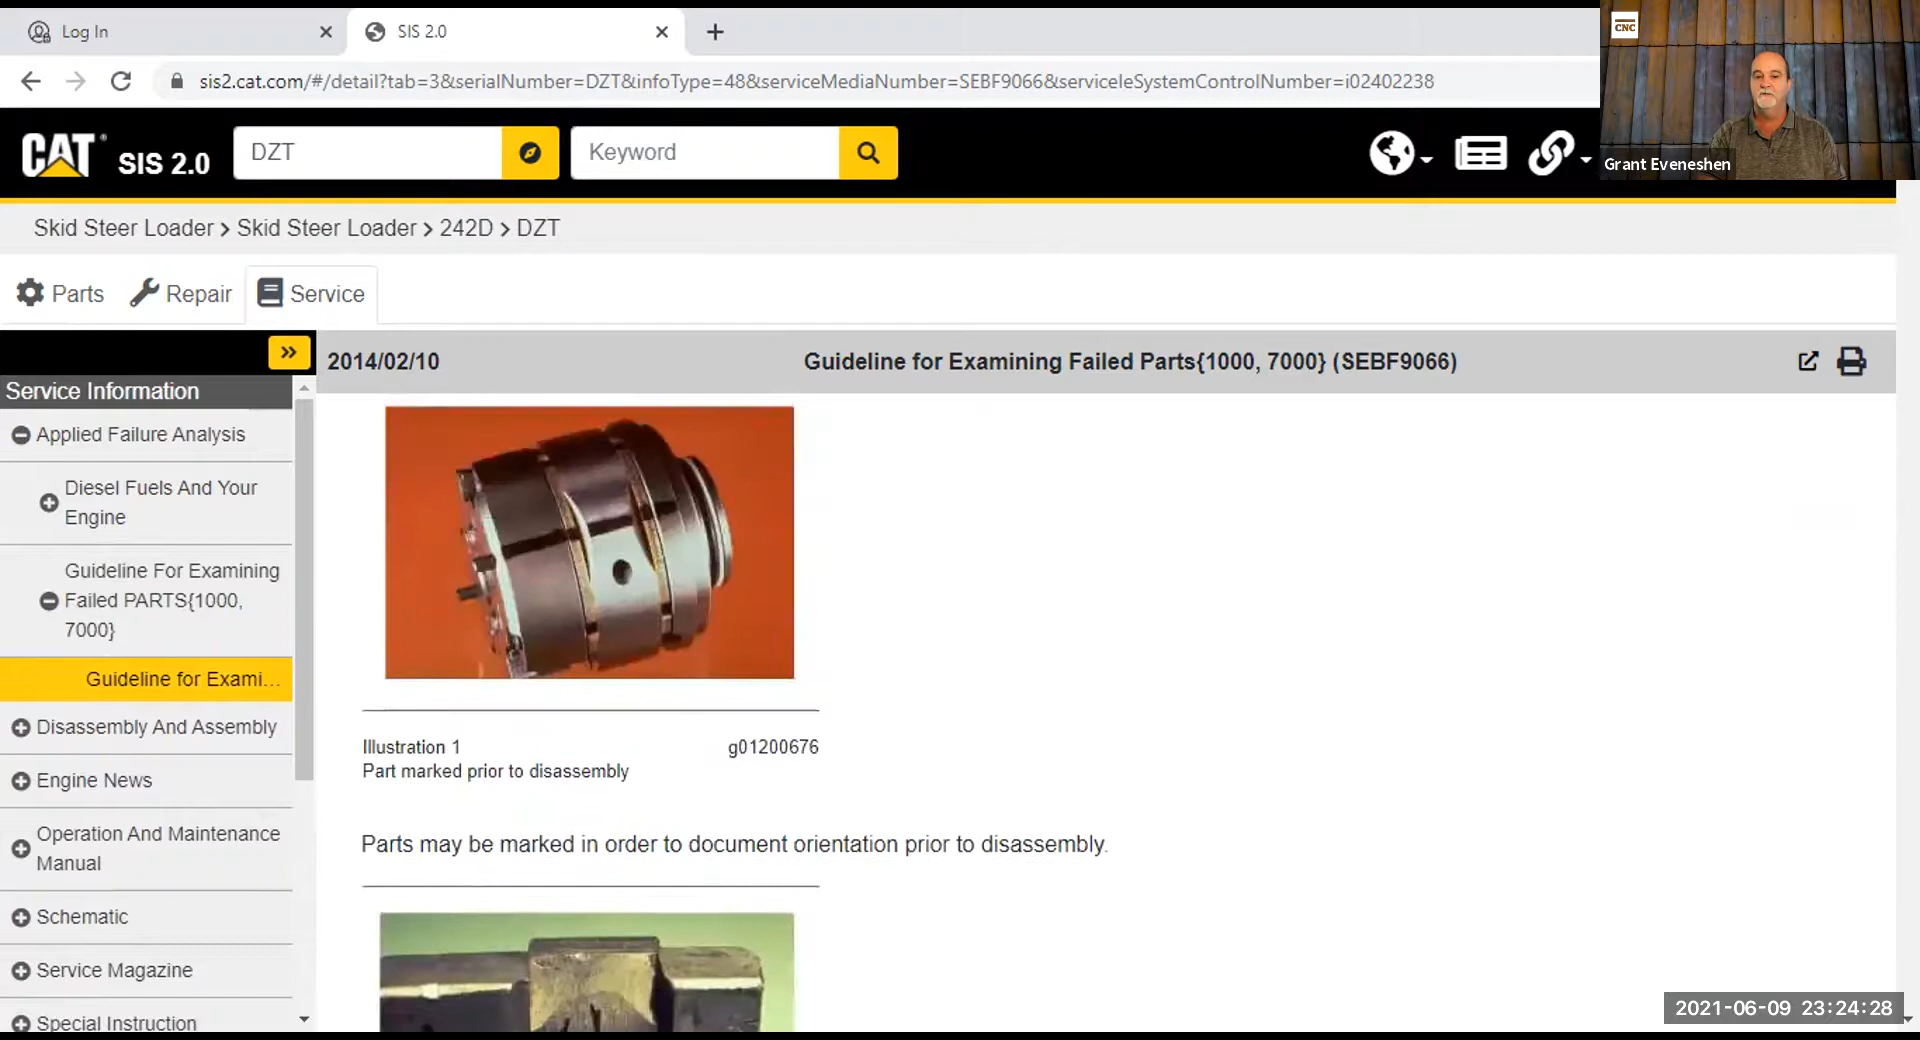 Log In
SIS 2.0
sis2.cat.com/#/detail?tab=3&serialNumber=DZT&infoType=48&serviceMediaNumber=SEBF9066&serviceIeSystemControlNumber=i02402238
CNC
Grant Eveneshen
CAT SIS 2.0
DZT
Keyword
Skid Steer Loader > Skid Steer Loader > 242D > DZT
Parts
Repair
Service
2014/02/10
Guideline for Examining Failed Parts{1000, 7000} (SEBF9066)
Service Information
Applied Failure Analysis
Diesel Fuels And Your
Engine
Guideline For Examining
Failed PARTS{1000,
7000}
Guideline for Exami...
Disassembly And Assembly
Engine News
Operation And Maintenance
Manual
Schematic
Service Magazine
Special Instruction
Illustration 1
g01200676
Part marked prior to disassembly
Parts may be marked in order to document orientation prior to disassembly.
2021-06-09 23:24:28